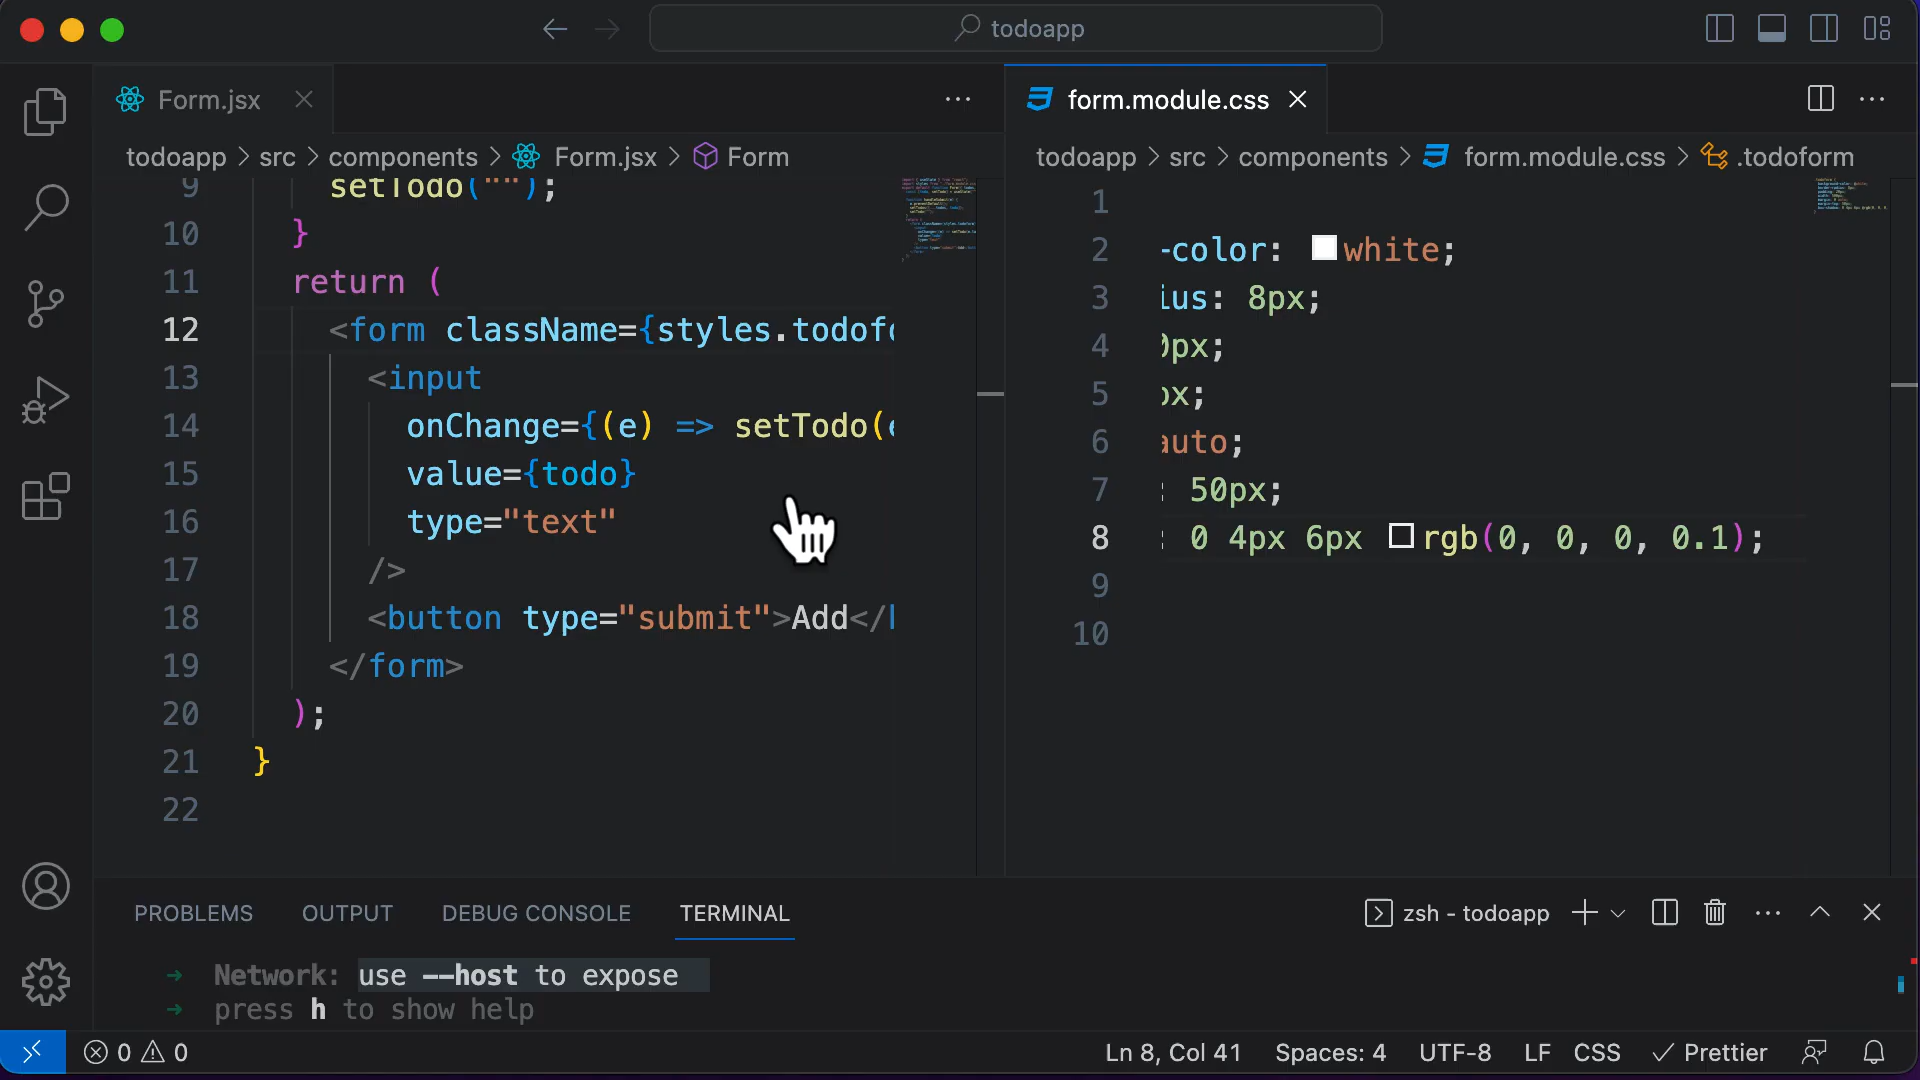 todoapp
Form.jsx
form.module.css
todoapp > src > components > Form.jsx > Form
todoapp > src > components > form.module.css > .todoform
9 setTodo("");
10 }
11 return (
12 <form className={styles.todofo
13 <input
14 onChange={(e) => setTodo(e
15 value={todo}
16 type="text"
17 />
18 <button type="submit">Add</
19 </form>
20 );
21 }
22
1
2 -color: white;
3 ius: 8px;
4 0px;
5 px;
6 auto;
7 : 50px;
8 : 0 4px 6px rgb(0, 0, 0, 0.1);
9
10
PROBLEMS OUTPUT DEBUG CONSOLE TERMINAL
zsh - todoapp
→ Network: use --host to expose
→ press h to show help
0 0
Ln 8, Col 41 Spaces: 4 UTF-8 LF CSS Prettier